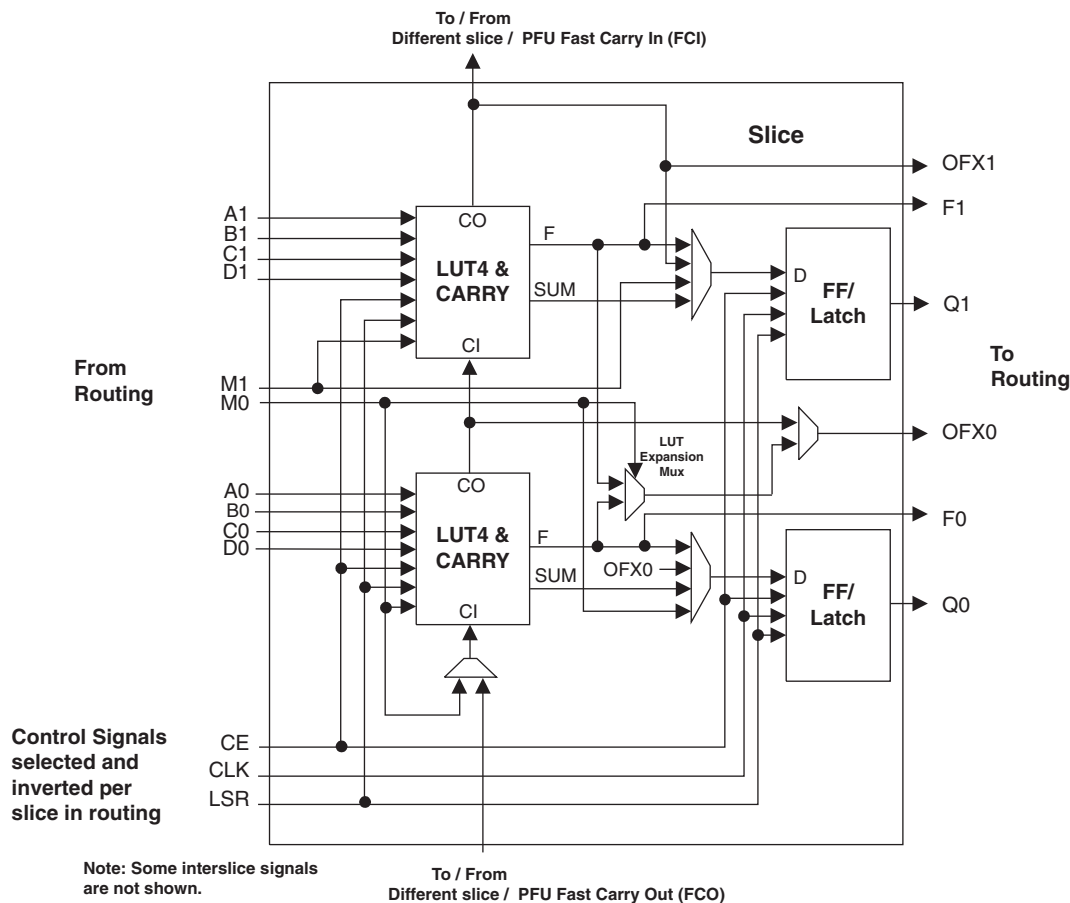 To / From
Different slice / PFU Fast Carry In (FCI)
Slice
OFX1
F1
A1
B1
C1
D1
CO
LUT4 &
CARRY
CI
F
SUM
D
FF/
Latch
Q1
From
Routing
To
Routing
M1
M0
LUT
Expansion
Mux
OFX0
A0
B0
C0
D0
CO
LUT4 &
CARRY
CI
F
OFX0
SUM
F0
D
FF/
Latch
Q0
Control Signals
selected and
inverted per
slice in routing
CE
CLK
LSR
Note: Some interslice signals
are not shown.
To / From
Different slice / PFU Fast Carry Out (FCO)